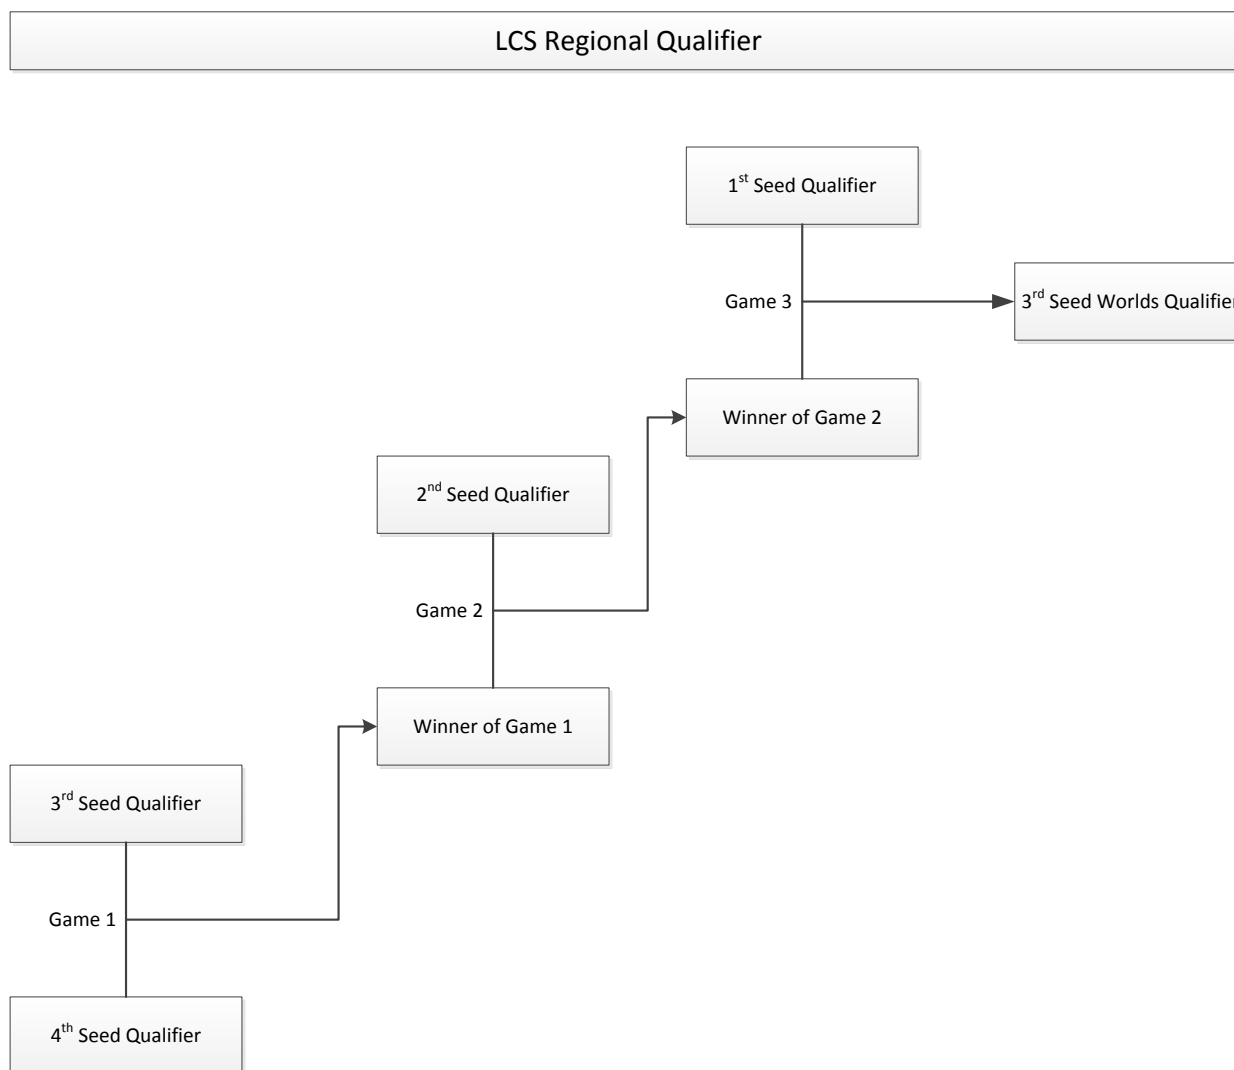 LCS Regional Qualifier
1st Seed Qualifier
Game 3
3rd Seed Worlds Qualifier
Winner of Game 2
2nd Seed Qualifier
Game 2
Winner of Game 1
3rd Seed Qualifier
Game 1
4th Seed Qualifier